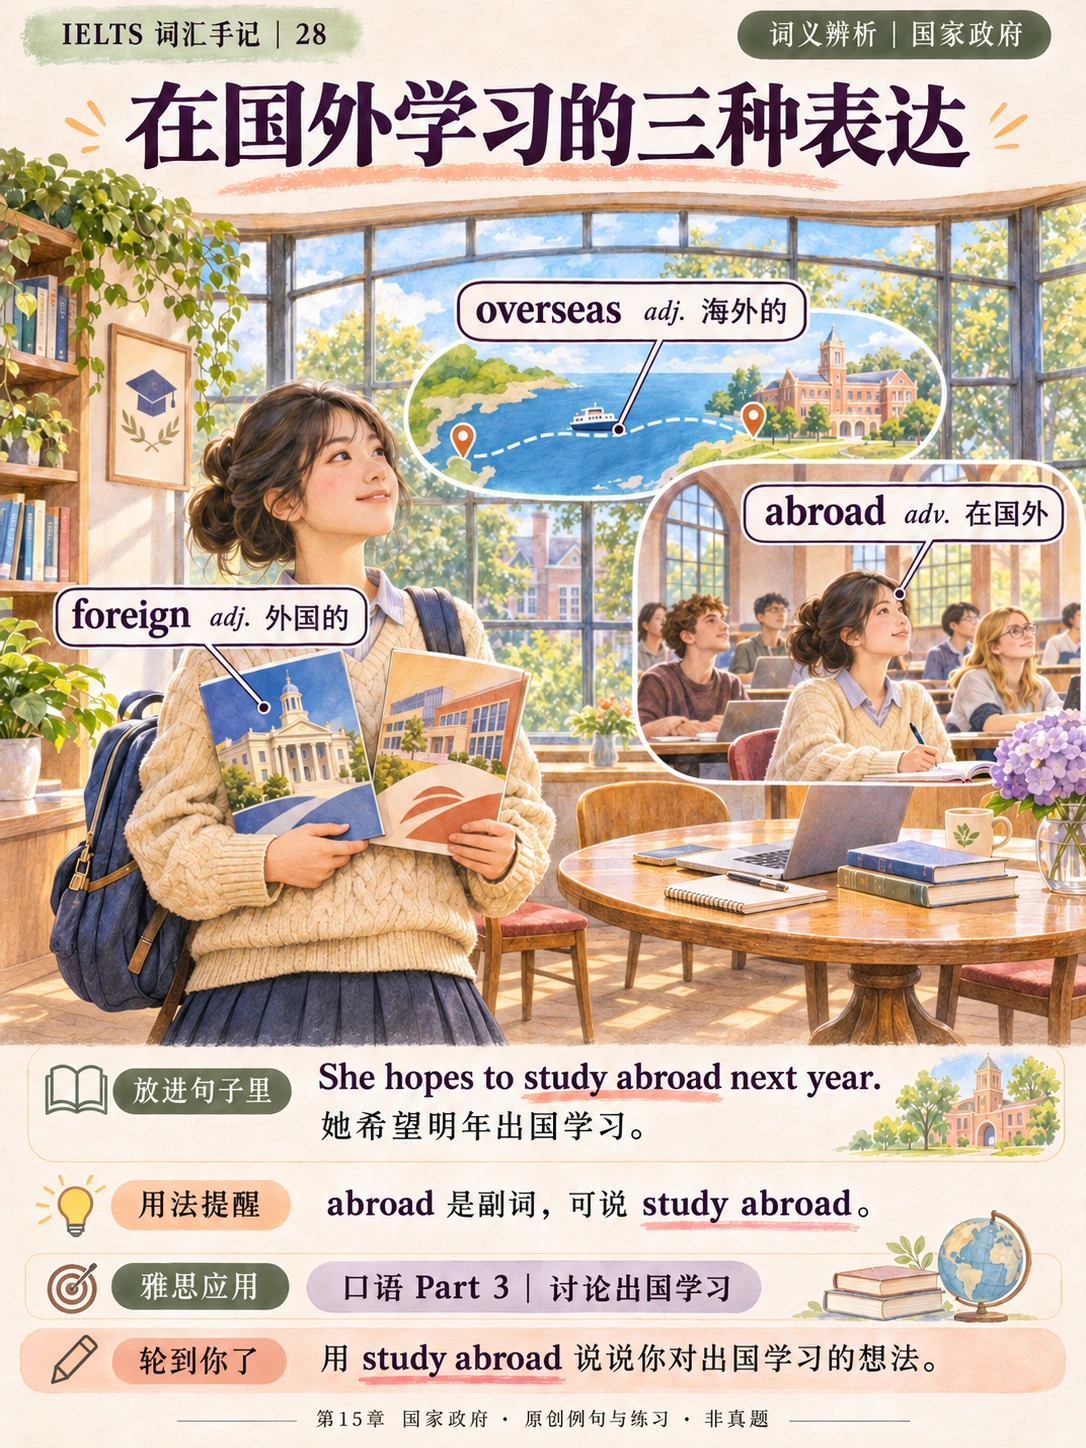 IELTS 词汇手记 | 28
词义辨析 | 国家政府
在国外学习的三种表达
overseas adj. 海外的
abroad adv. 在国外
foreign adj. 外国的
放进句子里
She hopes to study abroad next year.
她希望明年出国学习。
用法提醒
abroad 是副词，可说 study abroad。
雅思应用
口语 Part 3 | 讨论出国学习
轮到你了
用 study abroad 说说你对出国学习的想法。
第15章 国家政府 · 原创例句与练习 · 非真题